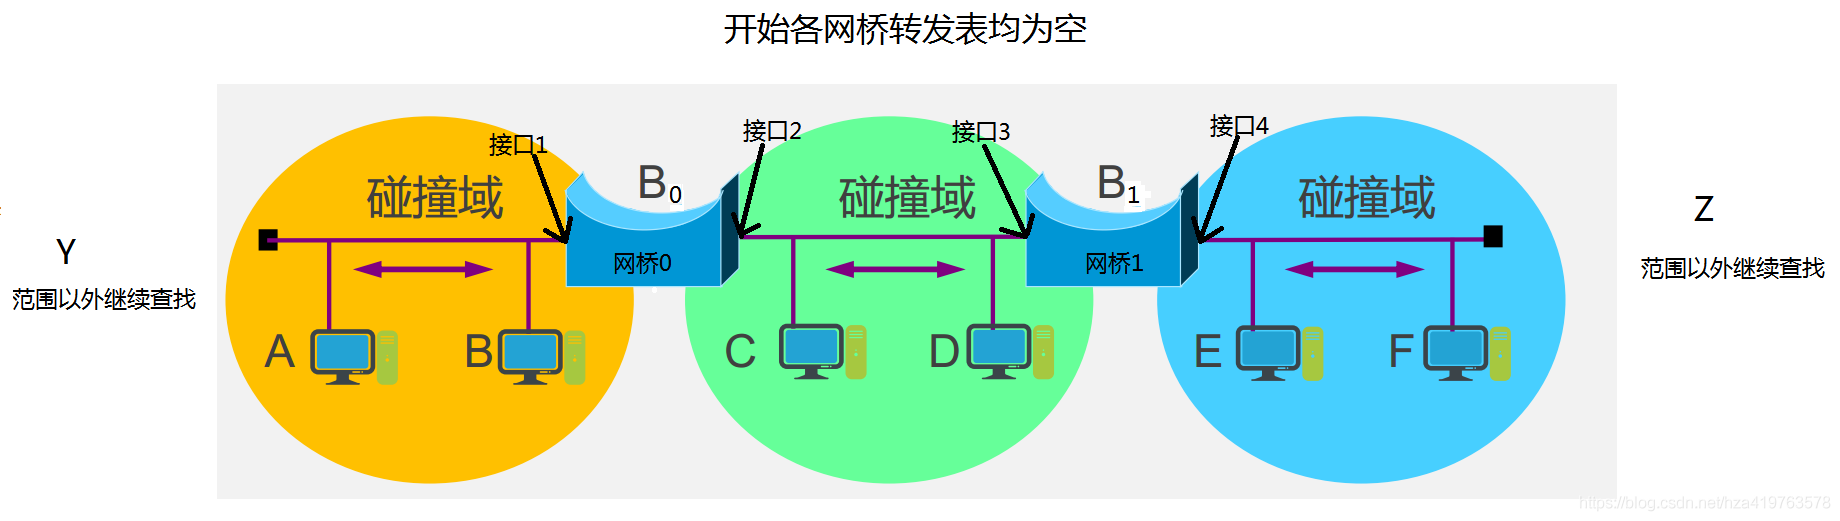 开始各网桥转发表均为空
接口1
接口2
接口3
接口4
碰撞域
B0
碰撞域
B1
碰撞域
Y
范围以外继续查找
Z
范围以外继续查找
网桥0
网桥1
A
B
C
D
E
F
https://blog.csdn.net/hza419763578